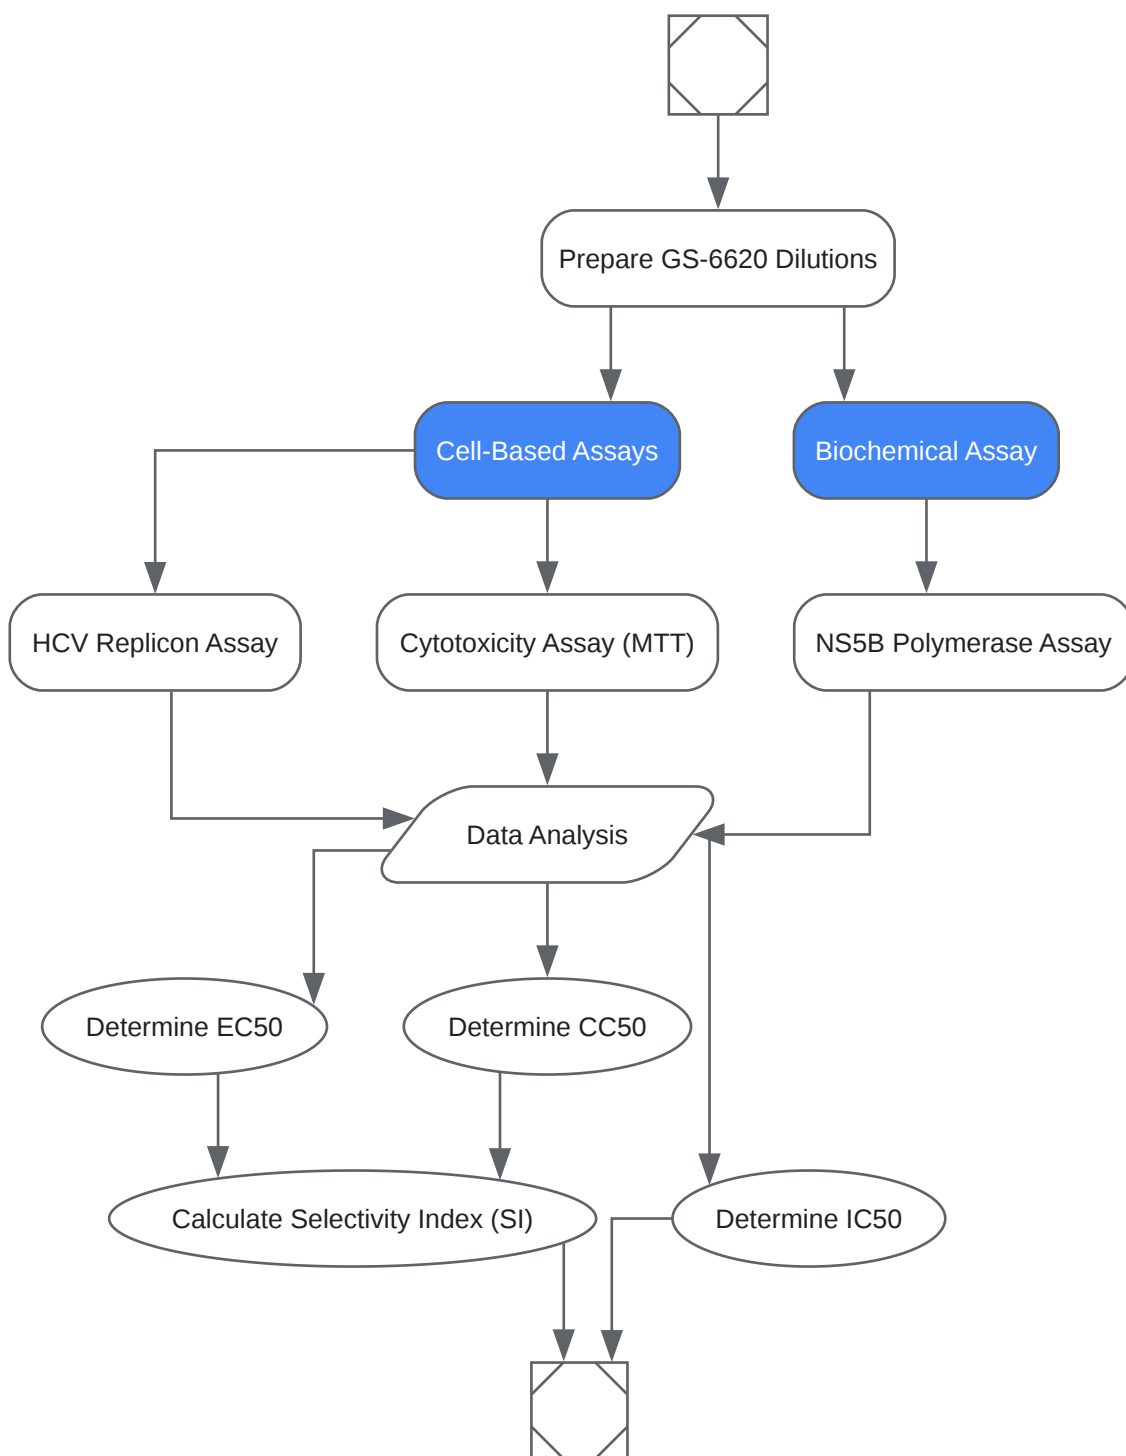 Prepare GS-6620 Dilutions
Cell-Based Assays
Biochemical Assay
HCV Replicon Assay
Cytotoxicity Assay (MTT)
NS5B Polymerase Assay
Data Analysis
Determine EC50
Determine CC50
Calculate Selectivity Index (SI)
Determine IC50